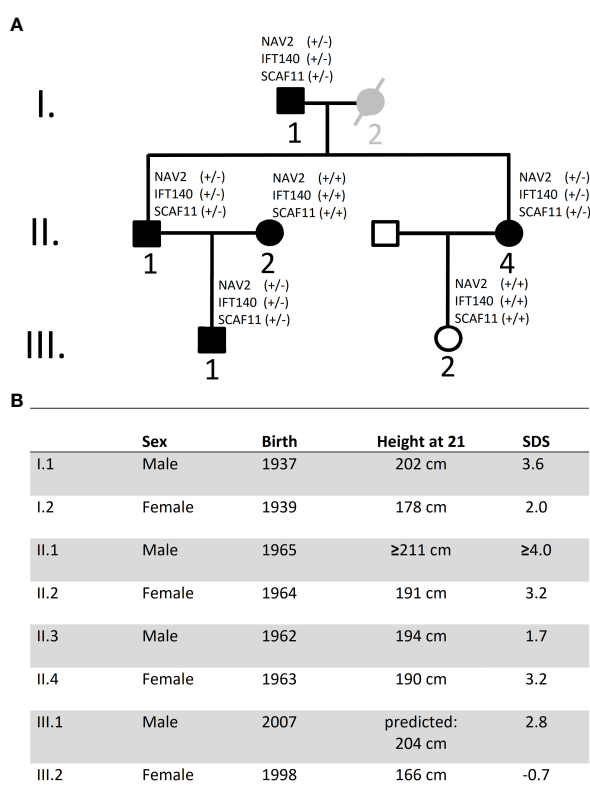 A
NAV2 (+/-)
IFT140 (+/-)
SCAF11 (+/-)
I.
1
2
NAV2 (+/-)
IFT140 (+/-)
SCAF11 (+/-)
NAV2 (+/+)
IFT140 (+/+)
SCAF11 (+/+)
NAV2 (+/-)
IFT140 (+/-)
SCAF11 (+/-)
II.
1
2
4
NAV2 (+/-)
IFT140 (+/-)
SCAF11 (+/-)
NAV2 (+/+)
IFT140 (+/+)
SCAF11 (+/+)
III.
1
2
B
Sex Birth Height at 21 SDS
I.1 Male 1937 202 cm 3.6
I.2 Female 1939 178 cm 2.0
II.1 Male 1965 ≥211 cm ≥4.0
II.2 Female 1964 191 cm 3.2
II.3 Male 1962 194 cm 1.7
II.4 Female 1963 190 cm 3.2
III.1 Male 2007 predicted: 2.8
204 cm
III.2 Female 1998 166 cm -0.7